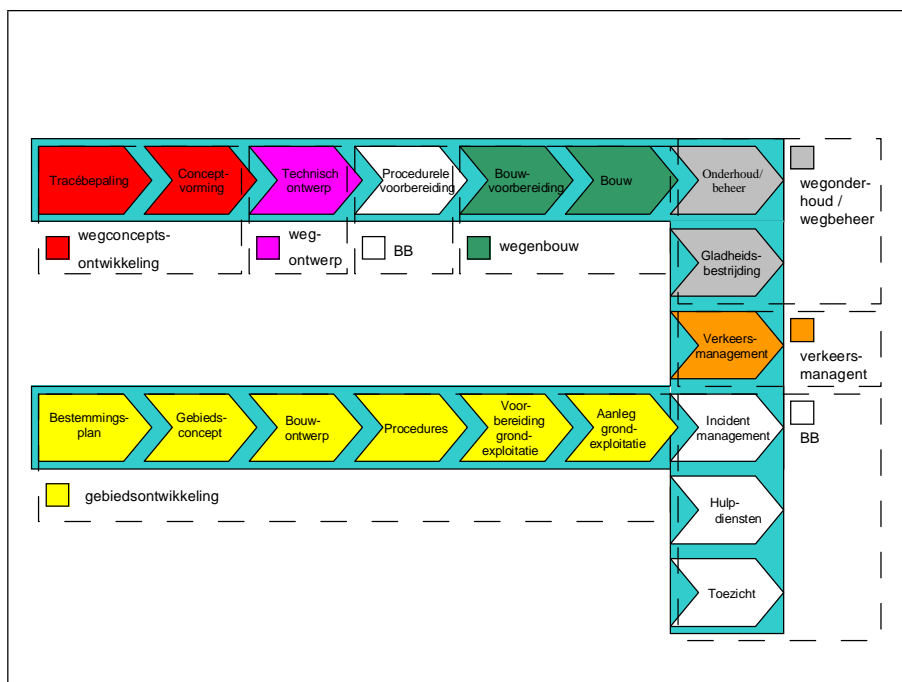 Tracébepaling
Concept-
vorming
Technisch
ontwerp
Procedurele
voorbereiding
Bouw-
voorbereiding
Bouw
Onderhoud/
beheer
wegconcepts-
ontwikkeling
weg-
ontwerp
BB
wegenbouw
wegonder-
houd /
wegbeheer
Gladheids-
bestrijding
Verkeers-
management
verkeers-
managent
Bestemmings-
plan
Gebieds-
concept
Bouw-
ontwerp
Procedures
Voor-
bereiding
grond-
exploitatie
Aanleg
grond-
exploitatie
Incident
management
BB
gebiedsontwikkeling
Hulp-
diensten
Toezicht